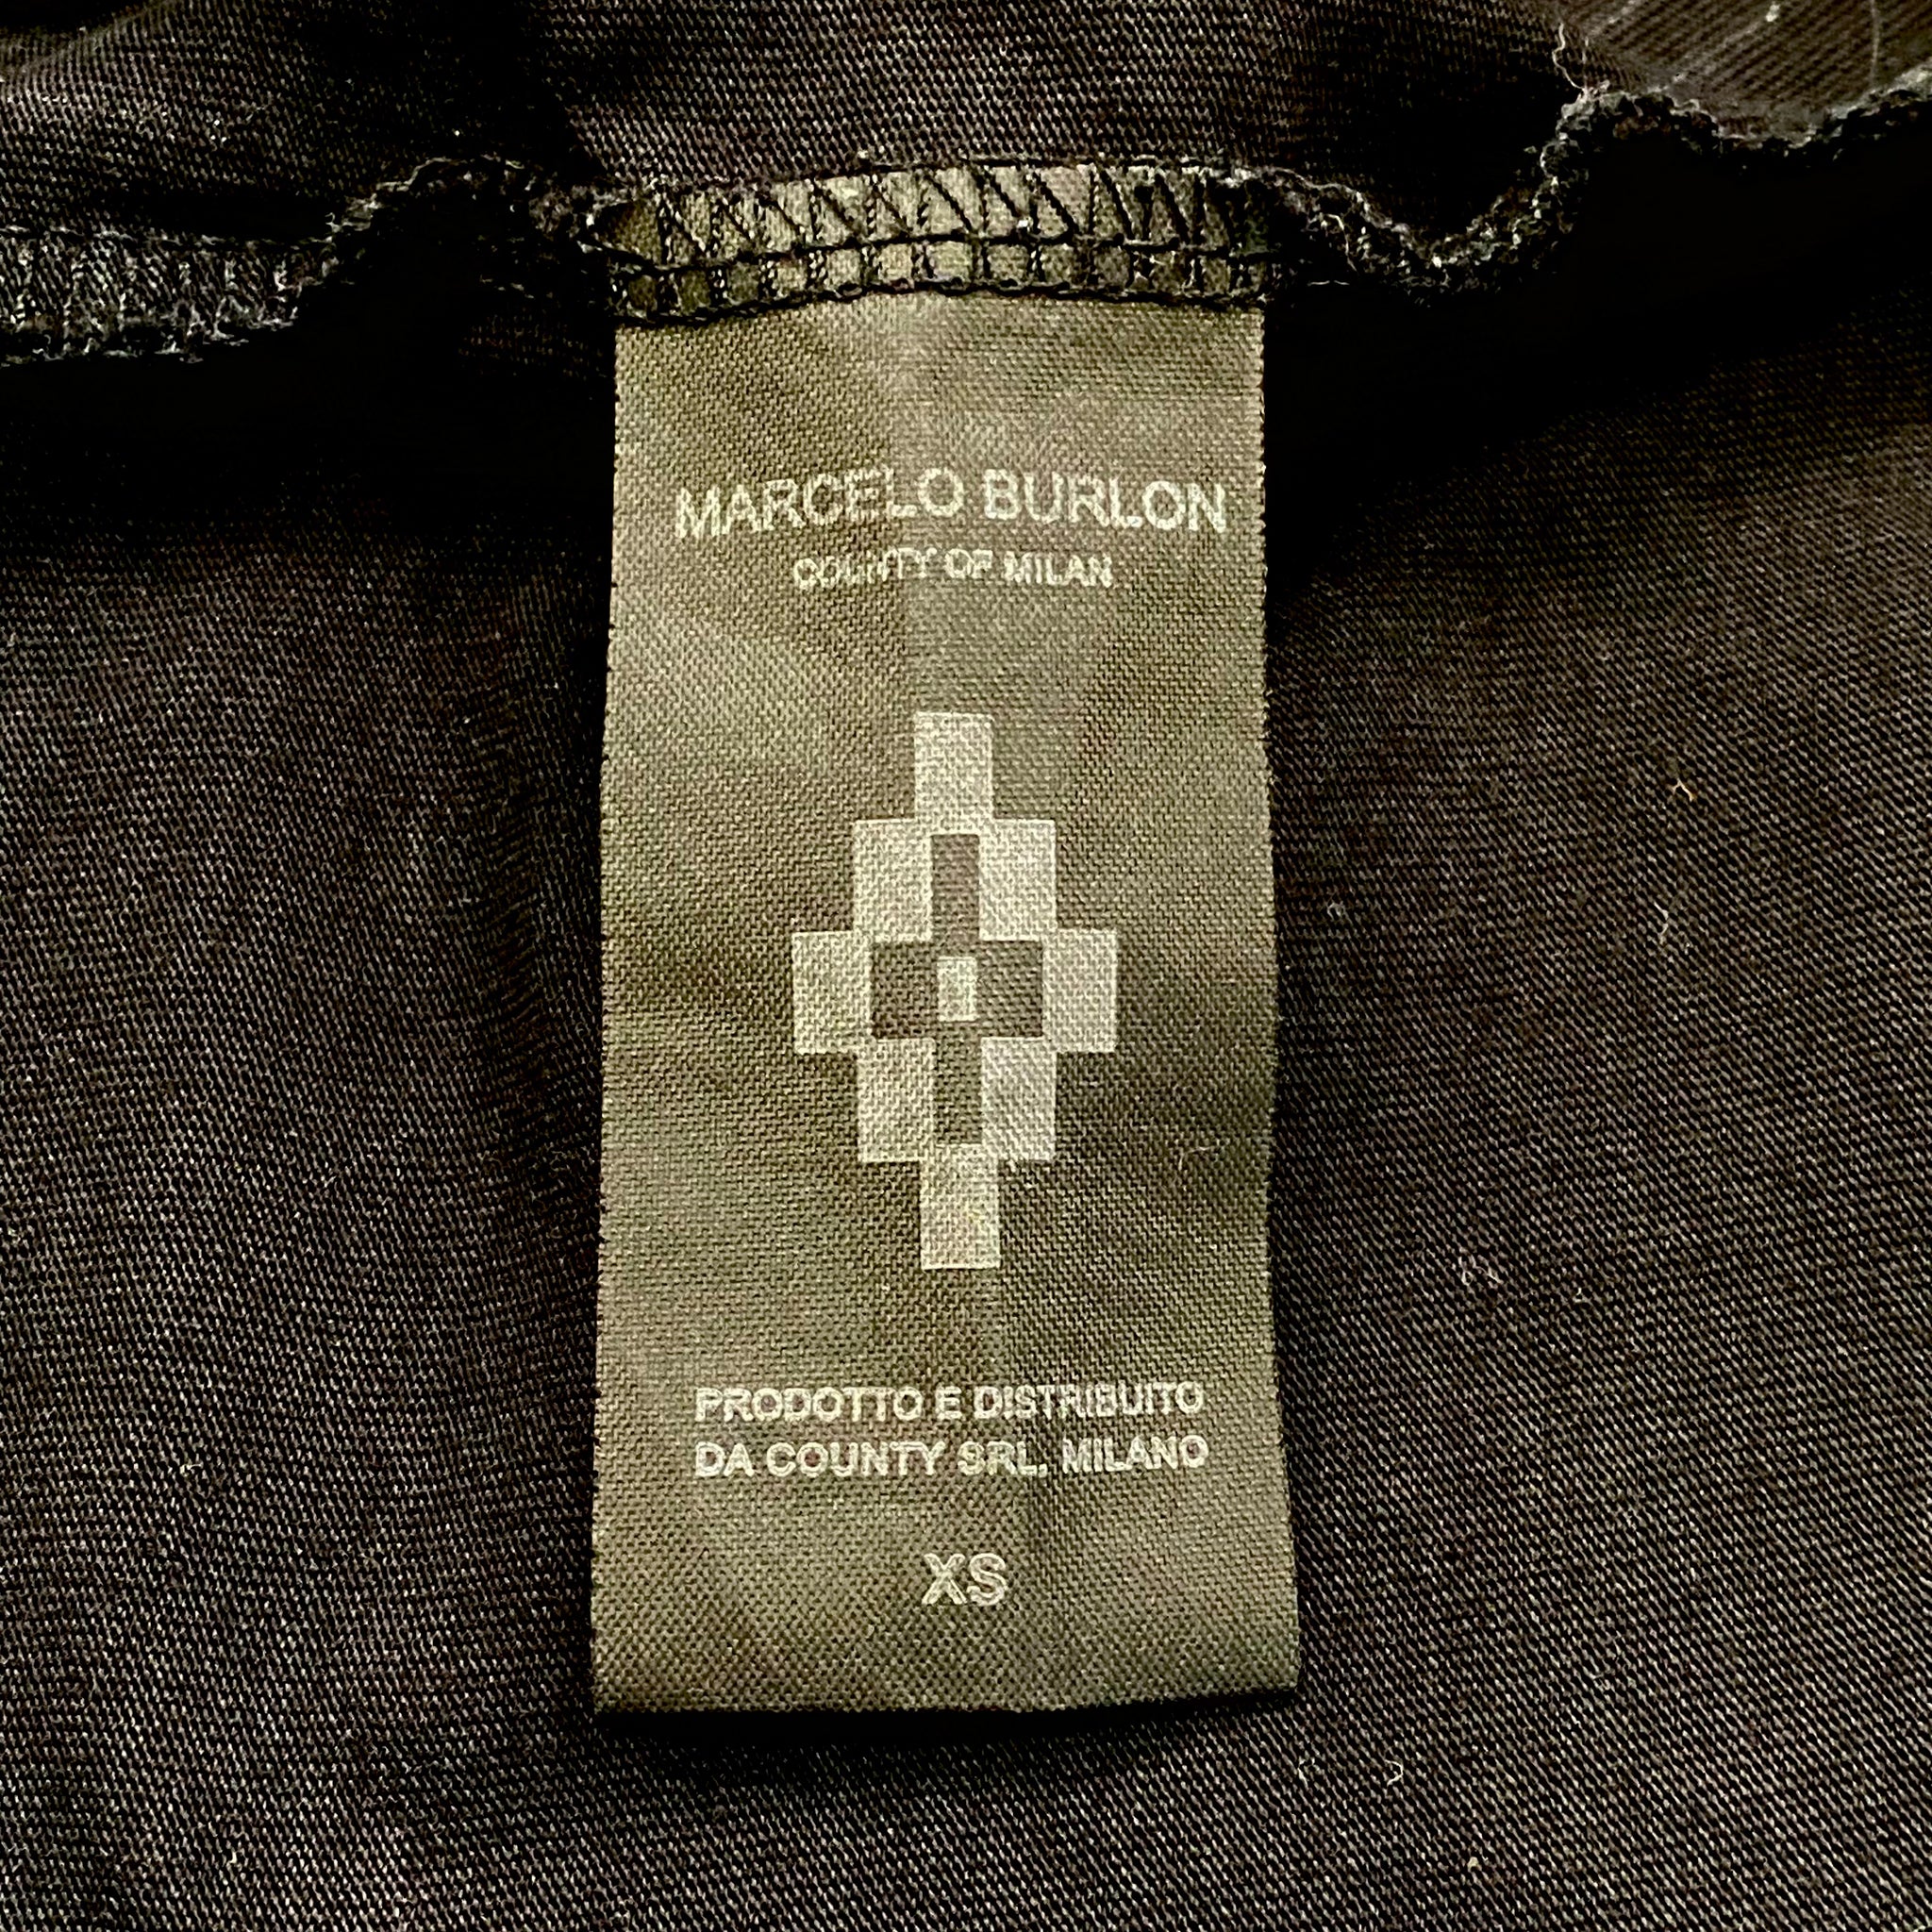 MARCELO BURLON
COUNTY OF MILAN
PRODOTTO E DISTRIBUITO
DA COUNTY SRL, MILANO
XS